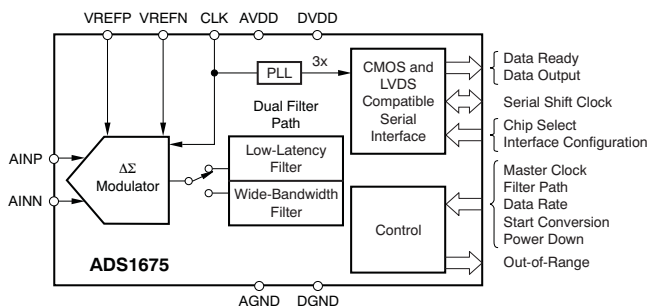 VREFP VREFN CLK AVDD DVDD
PLL
3x
CMOS and
LVDS
Compatible
Serial
Interface
Data Ready
Data Output
Serial Shift Clock
Chip Select
Interface Configuration
Dual Filter
Path
AINP
AINN
ΔΣ
Modulator
Low-Latency
Filter
Wide-Bandwidth
Filter
Control
Master Clock
Filter Path
Data Rate
Start Conversion
Power Down
Out-of-Range
ADS1675
AGND DGND